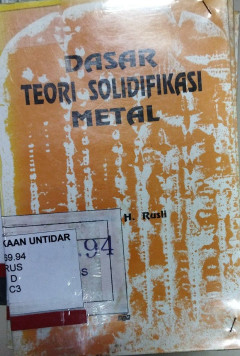 DASAR
TEORI SOLIDIFIKASI
METAL
H. Rusli
KAAN UNTIDAR
69.94
RUS
D
C3
.94
S